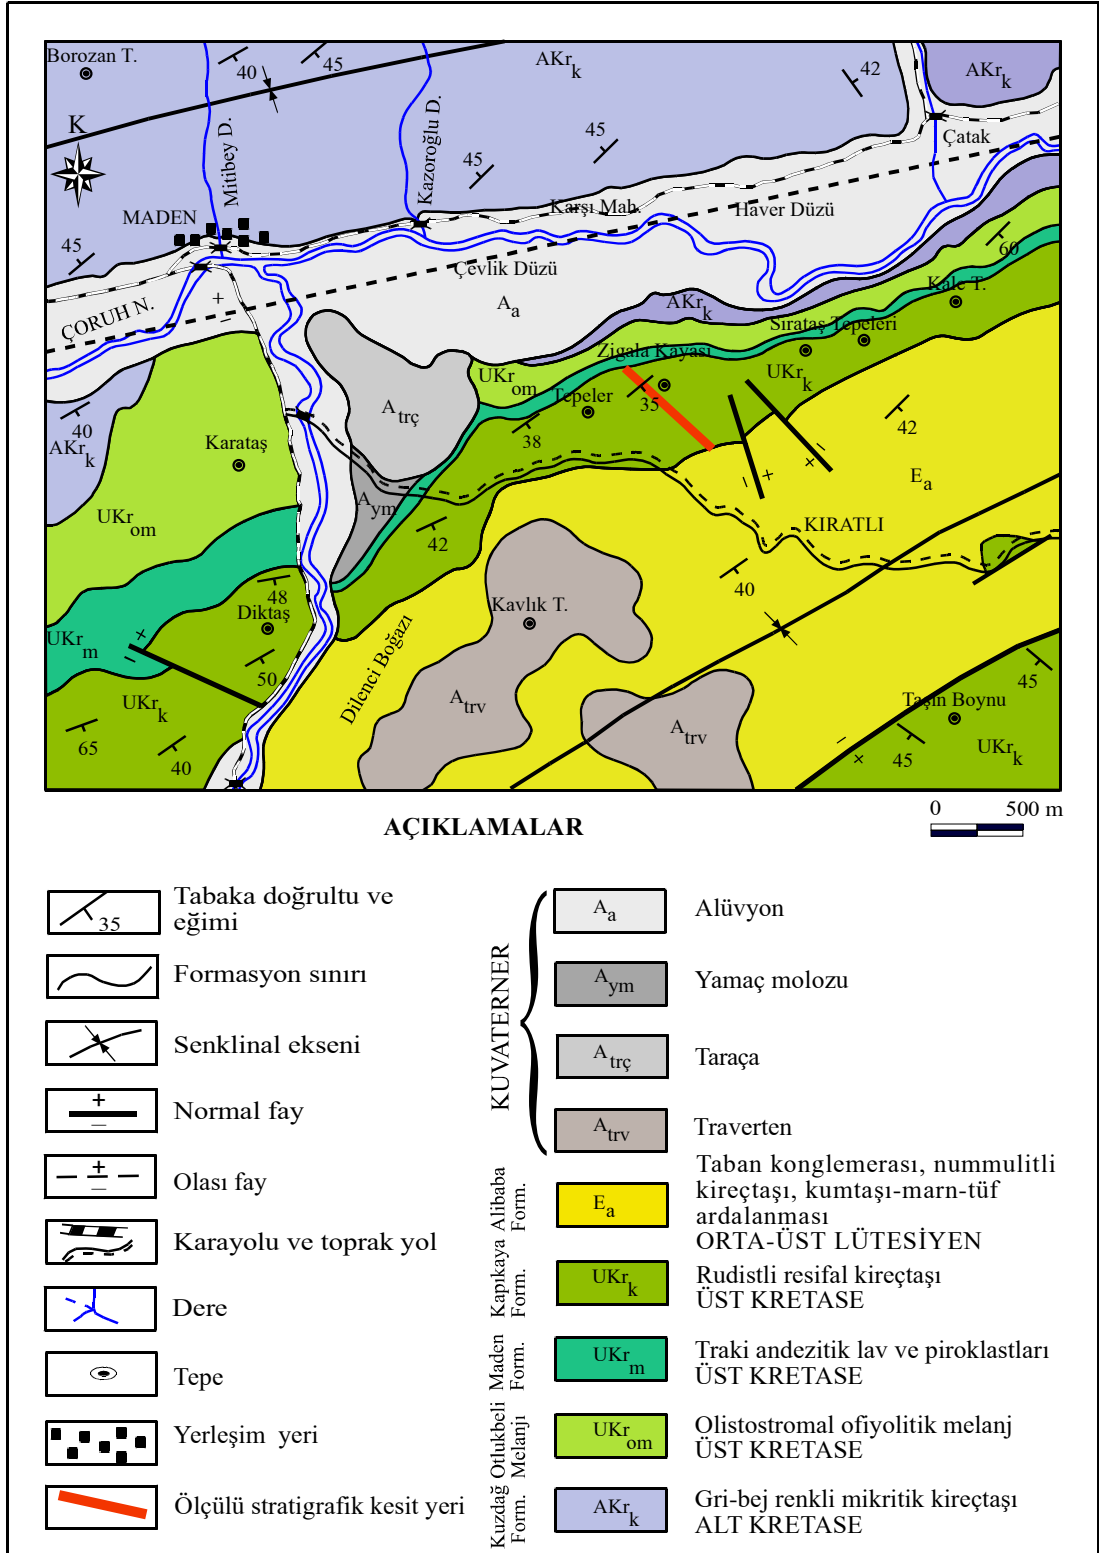 Borozan T.
40
45
AKrk
42
AKrk
K
Mitibey D.
Kazoroğlu D.
45
45
Çatak
MADEN
Karşı Mah.
Haver Düzü
45
60
Çevlik Düzü
Kale T.
ÇORUH N.
+
−
Aa
AKrk
Sırataş Tepeleri
Zigala Kayası
UKrom
UKrk
Atrç
35
Tepeler
40
38
42
AKrk
Karataş
−
+
+
−
Ea
Aym
UKrom
42
KIRATLI
48
40
Diktaş
Kavlık T.
UKrm
+
−
Dilenci Boğazı
50
45
UKrk
Atrv
Taşın Boynu
65
40
Atrv
−
+
45
UKrk
0 500 m
AÇIKLAMALAR
35
Tabaka doğrultu ve
eğimi
Formasyon sınırı
Senklinal ekseni
+
−
Normal fay
+
−
Olası fay
Karayolu ve toprak yol
Dere
Tepe
Yerleşim yeri
Ölçülü stratigrafik kesit yeri
KUVATERNER
Aa
Alüvyon
Aym
Yamaç molozu
Atrç
Taraça
Atrv
Traverten
Alibaba
Form.
Ea
Taban konglemerası, nummulitli
kireçtaşı, kumtaşı-marn-tüf
ardalanması
ORTA-ÜST LÜTESİYEN
Kapıkaya
Form.
UKrk
Rudistli resifal kireçtaşı
ÜST KRETASE
Maden
Form.
UKrm
Traki andezitik lav ve piroklastları
ÜST KRETASE
Otlukbeli
Melanjı
UKrom
Olistostromal ofiyolitik melanj
ÜST KRETASE
Kuzdağ
Form.
AKrk
Gri-bej renkli mikritik kireçtaşı
ALT KRETASE